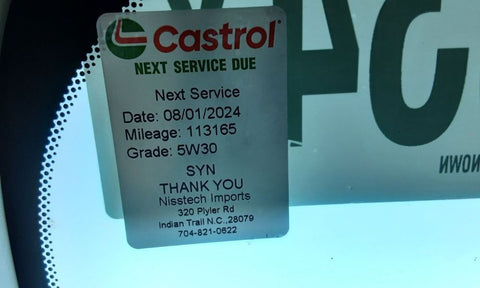 Castrol
NEXT SERVICE DUE
Next Service
Date: 08/01/2024
Mileage: 113165
Grade: 5W30
SYN
THANK YOU
Nisstech Imports
320 Plyler Rd
Indian Trail N.C.,28079
704-821-0622